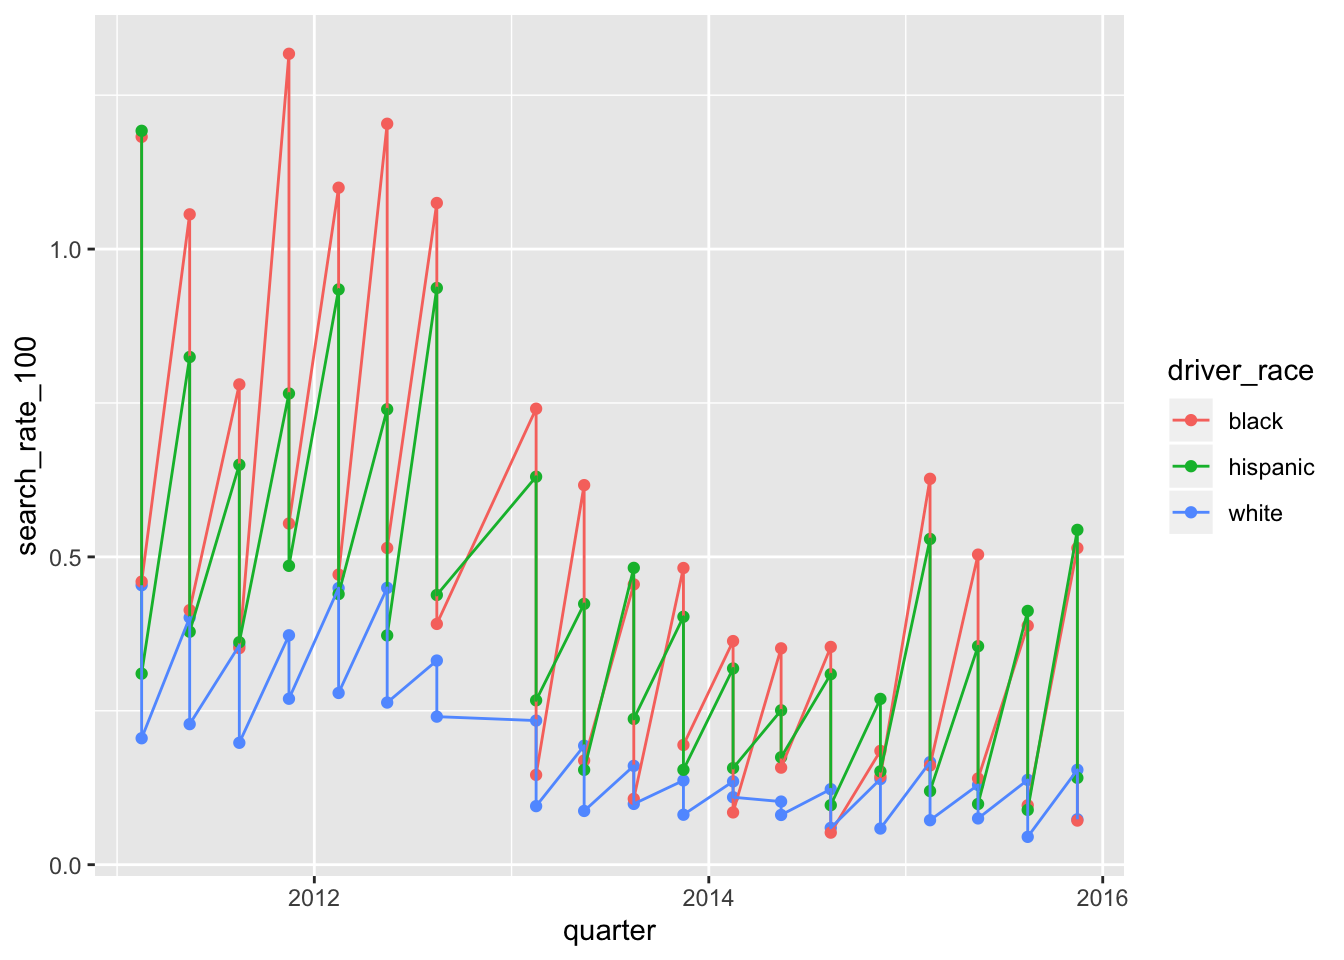 search_rate_100
1.0
0.5
0.0
2012
2014
2016
quarter
driver_race
black
hispanic
white